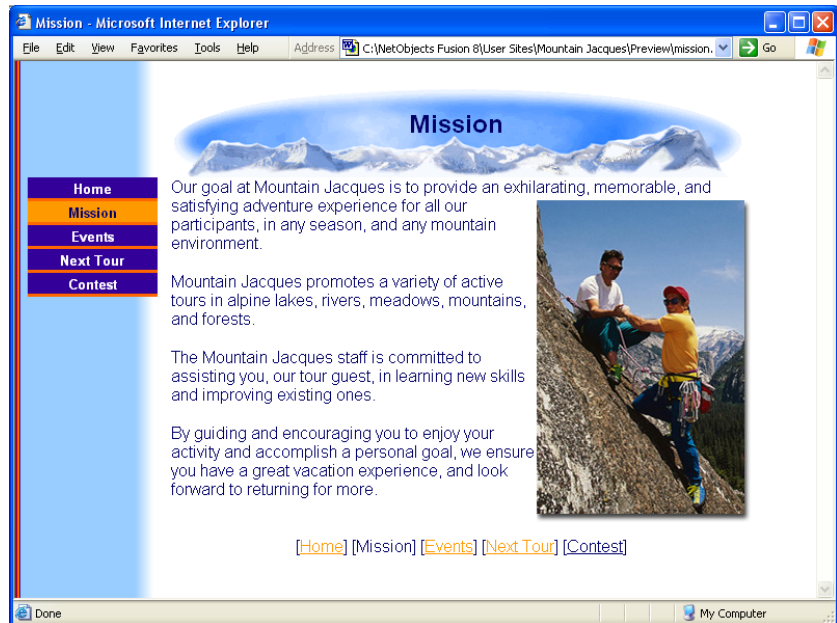 Mission - Microsoft Internet Explorer
File Edit View Favorites Tools Help Address C:\NetObjects Fusion 8\User Sites\Mountain Jacques\Preview\mission. Go
Mission
Home
Mission
Events
Next Tour
Contest
Our goal at Mountain Jacques is to provide an exhilarating, memorable, and
satisfying adventure experience for all our
participants, in any season, and any mountain
environment.
Mountain Jacques promotes a variety of active
tours in alpine lakes, rivers, meadows, mountains,
and forests.
The Mountain Jacques staff is committed to
assisting you, our tour guest, in learning new skills
and improving existing ones.
By guiding and encouraging you to enjoy your
activity and accomplish a personal goal, we ensure
you have a great vacation experience, and look
forward to returning for more.
[Home] [Mission] [Events] [Next Tour] [Contest]
Done My Computer